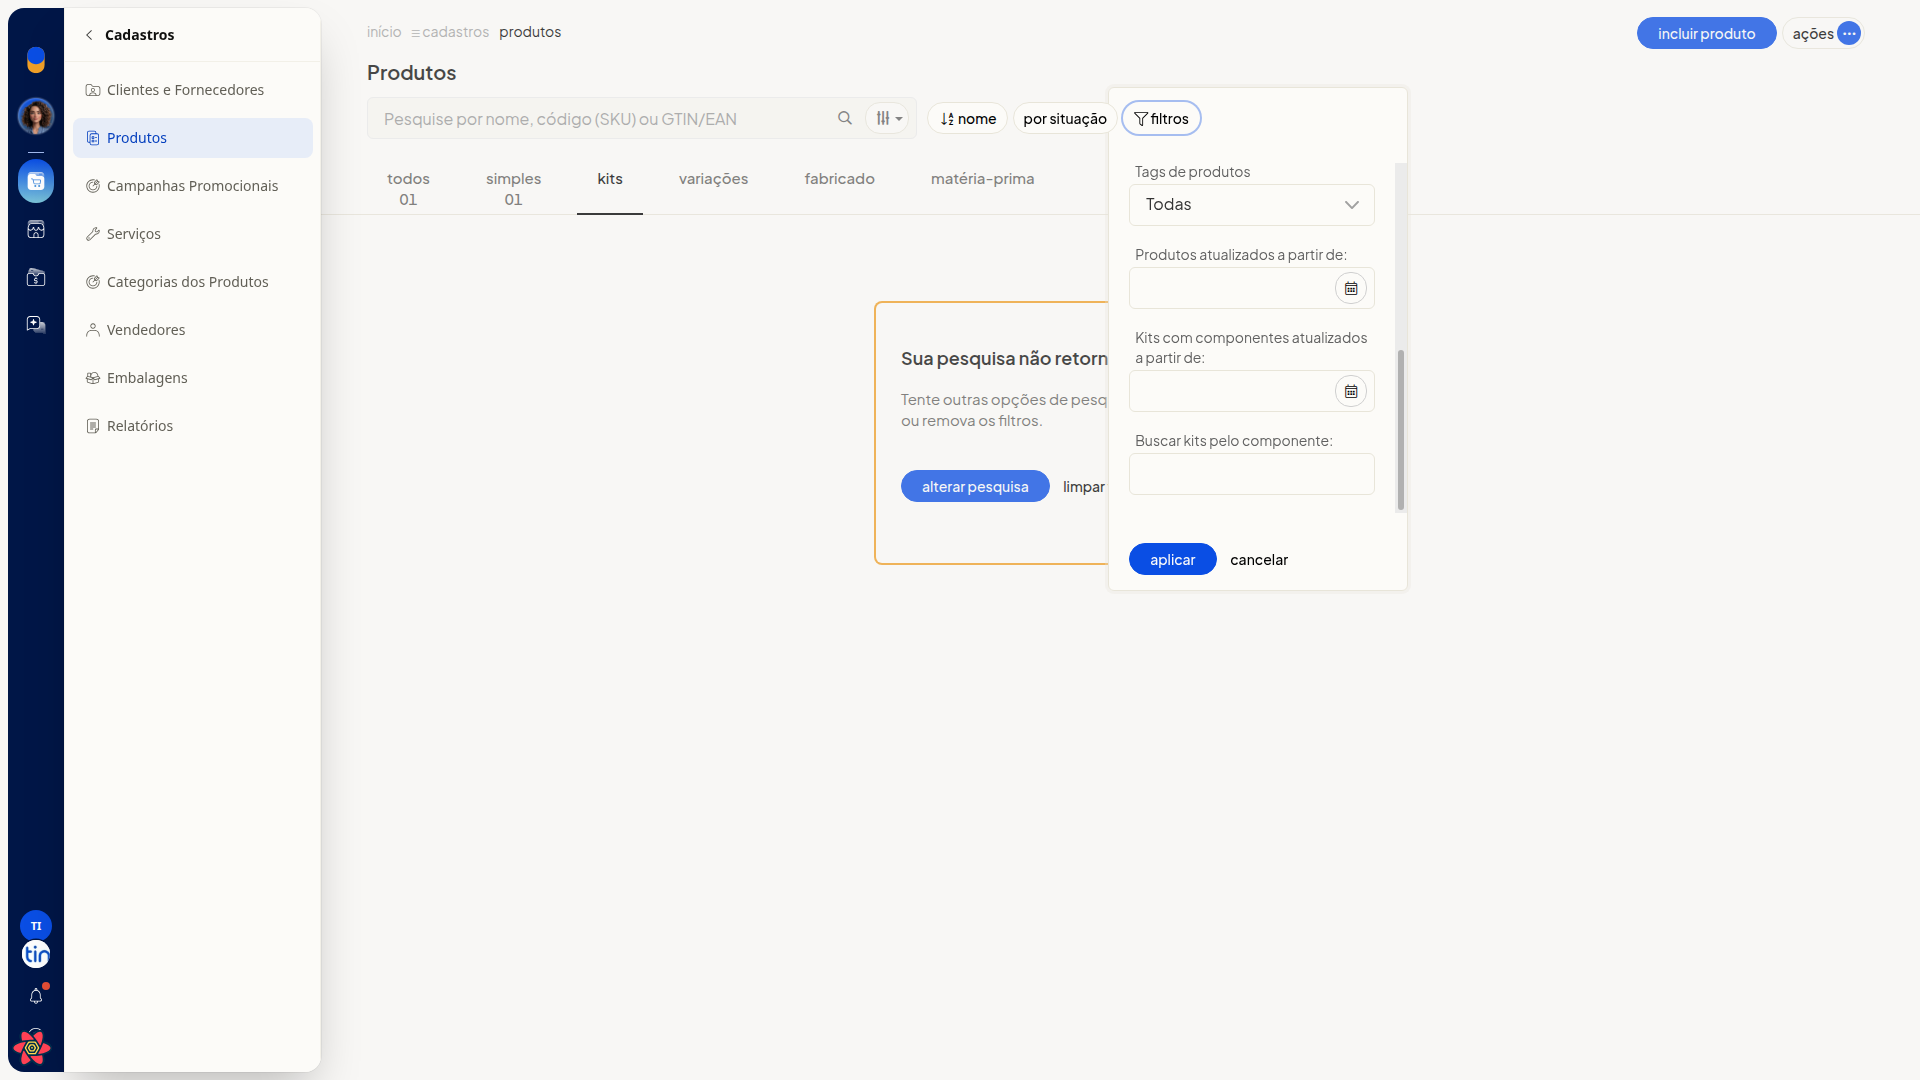 Cadastros
Clientes e Fornecedores
Produtos
Campanhas Promocionais
Serviços
Categorias dos Produtos
Vendedores
Embalagens
Relatórios
TI
tin
início cadastros produtos
incluir produto
ações
Produtos
Pesquise por nome, código (SKU) ou GTIN/EAN
nome
por situação
filtros
todos
01
simples
01
kits
variações
fabricado
matéria-prima
Sua pesquisa não retorn
Tente outras opções de pesq
ou remova os filtros.
alterar pesquisa
limpar
Tags de produtos
Todas
Produtos atualizados a partir de:
Kits com componentes atualizados
a partir de:
Buscar kits pelo componente:
aplicar
cancelar